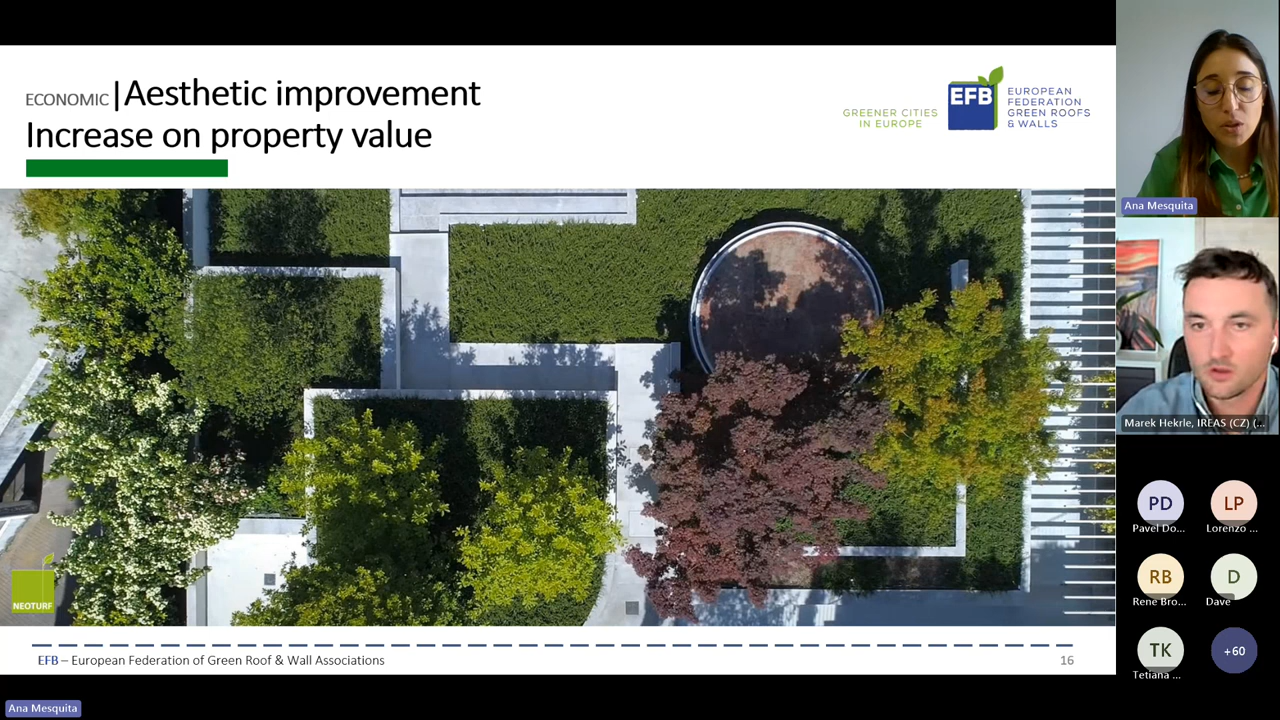 ECONOMIC | Aesthetic improvement
Increase on property value
GREENER CITIES
IN EUROPE
EFB
EUROPEAN
FEDERATION
GREEN ROOFS
& WALLS
NEOTURF
EFB – European Federation of Green Roof & Wall Associations
16
Ana Mesquita
Ana Mesquita
Marek Hekrle, IREAS (CZ) (...
PD
Pavel Do...
LP
Lorenzo ...
RB
Rene Bro...
D
Dave
TK
Tetiana ...
+60